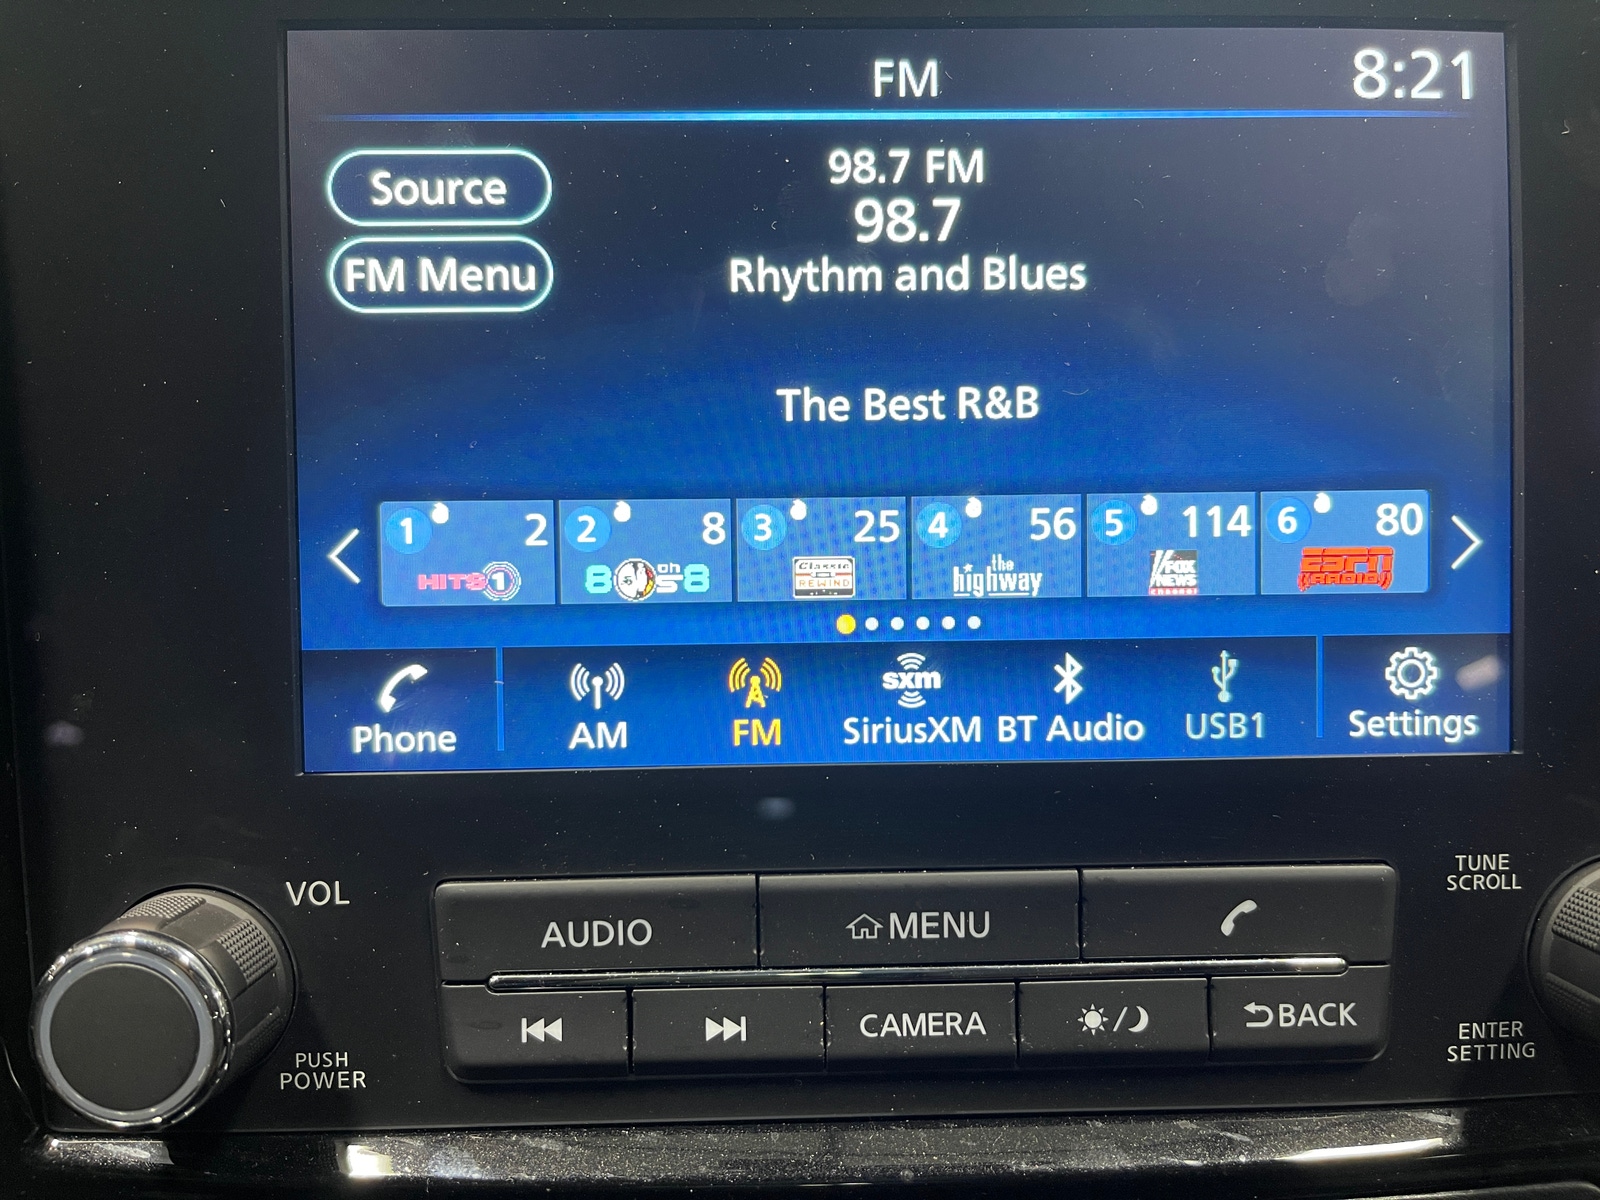 FM
8:21
Source
FM Menu
98.7 FM
98.7
Rhythm and Blues
The Best R&B
1 2
HITS 1
2 8
80s on 8
3 25
Classic
REWIND
4 56
the
highway
5 114
FOX
NEWS
channel
6 80
ESPN
RADIO
Phone
AM
FM
sxm
SiriusXM
BT Audio
USB1
Settings
VOL
PUSH
POWER
AUDIO
MENU
CAMERA
BACK
TUNE
SCROLL
ENTER
SETTING